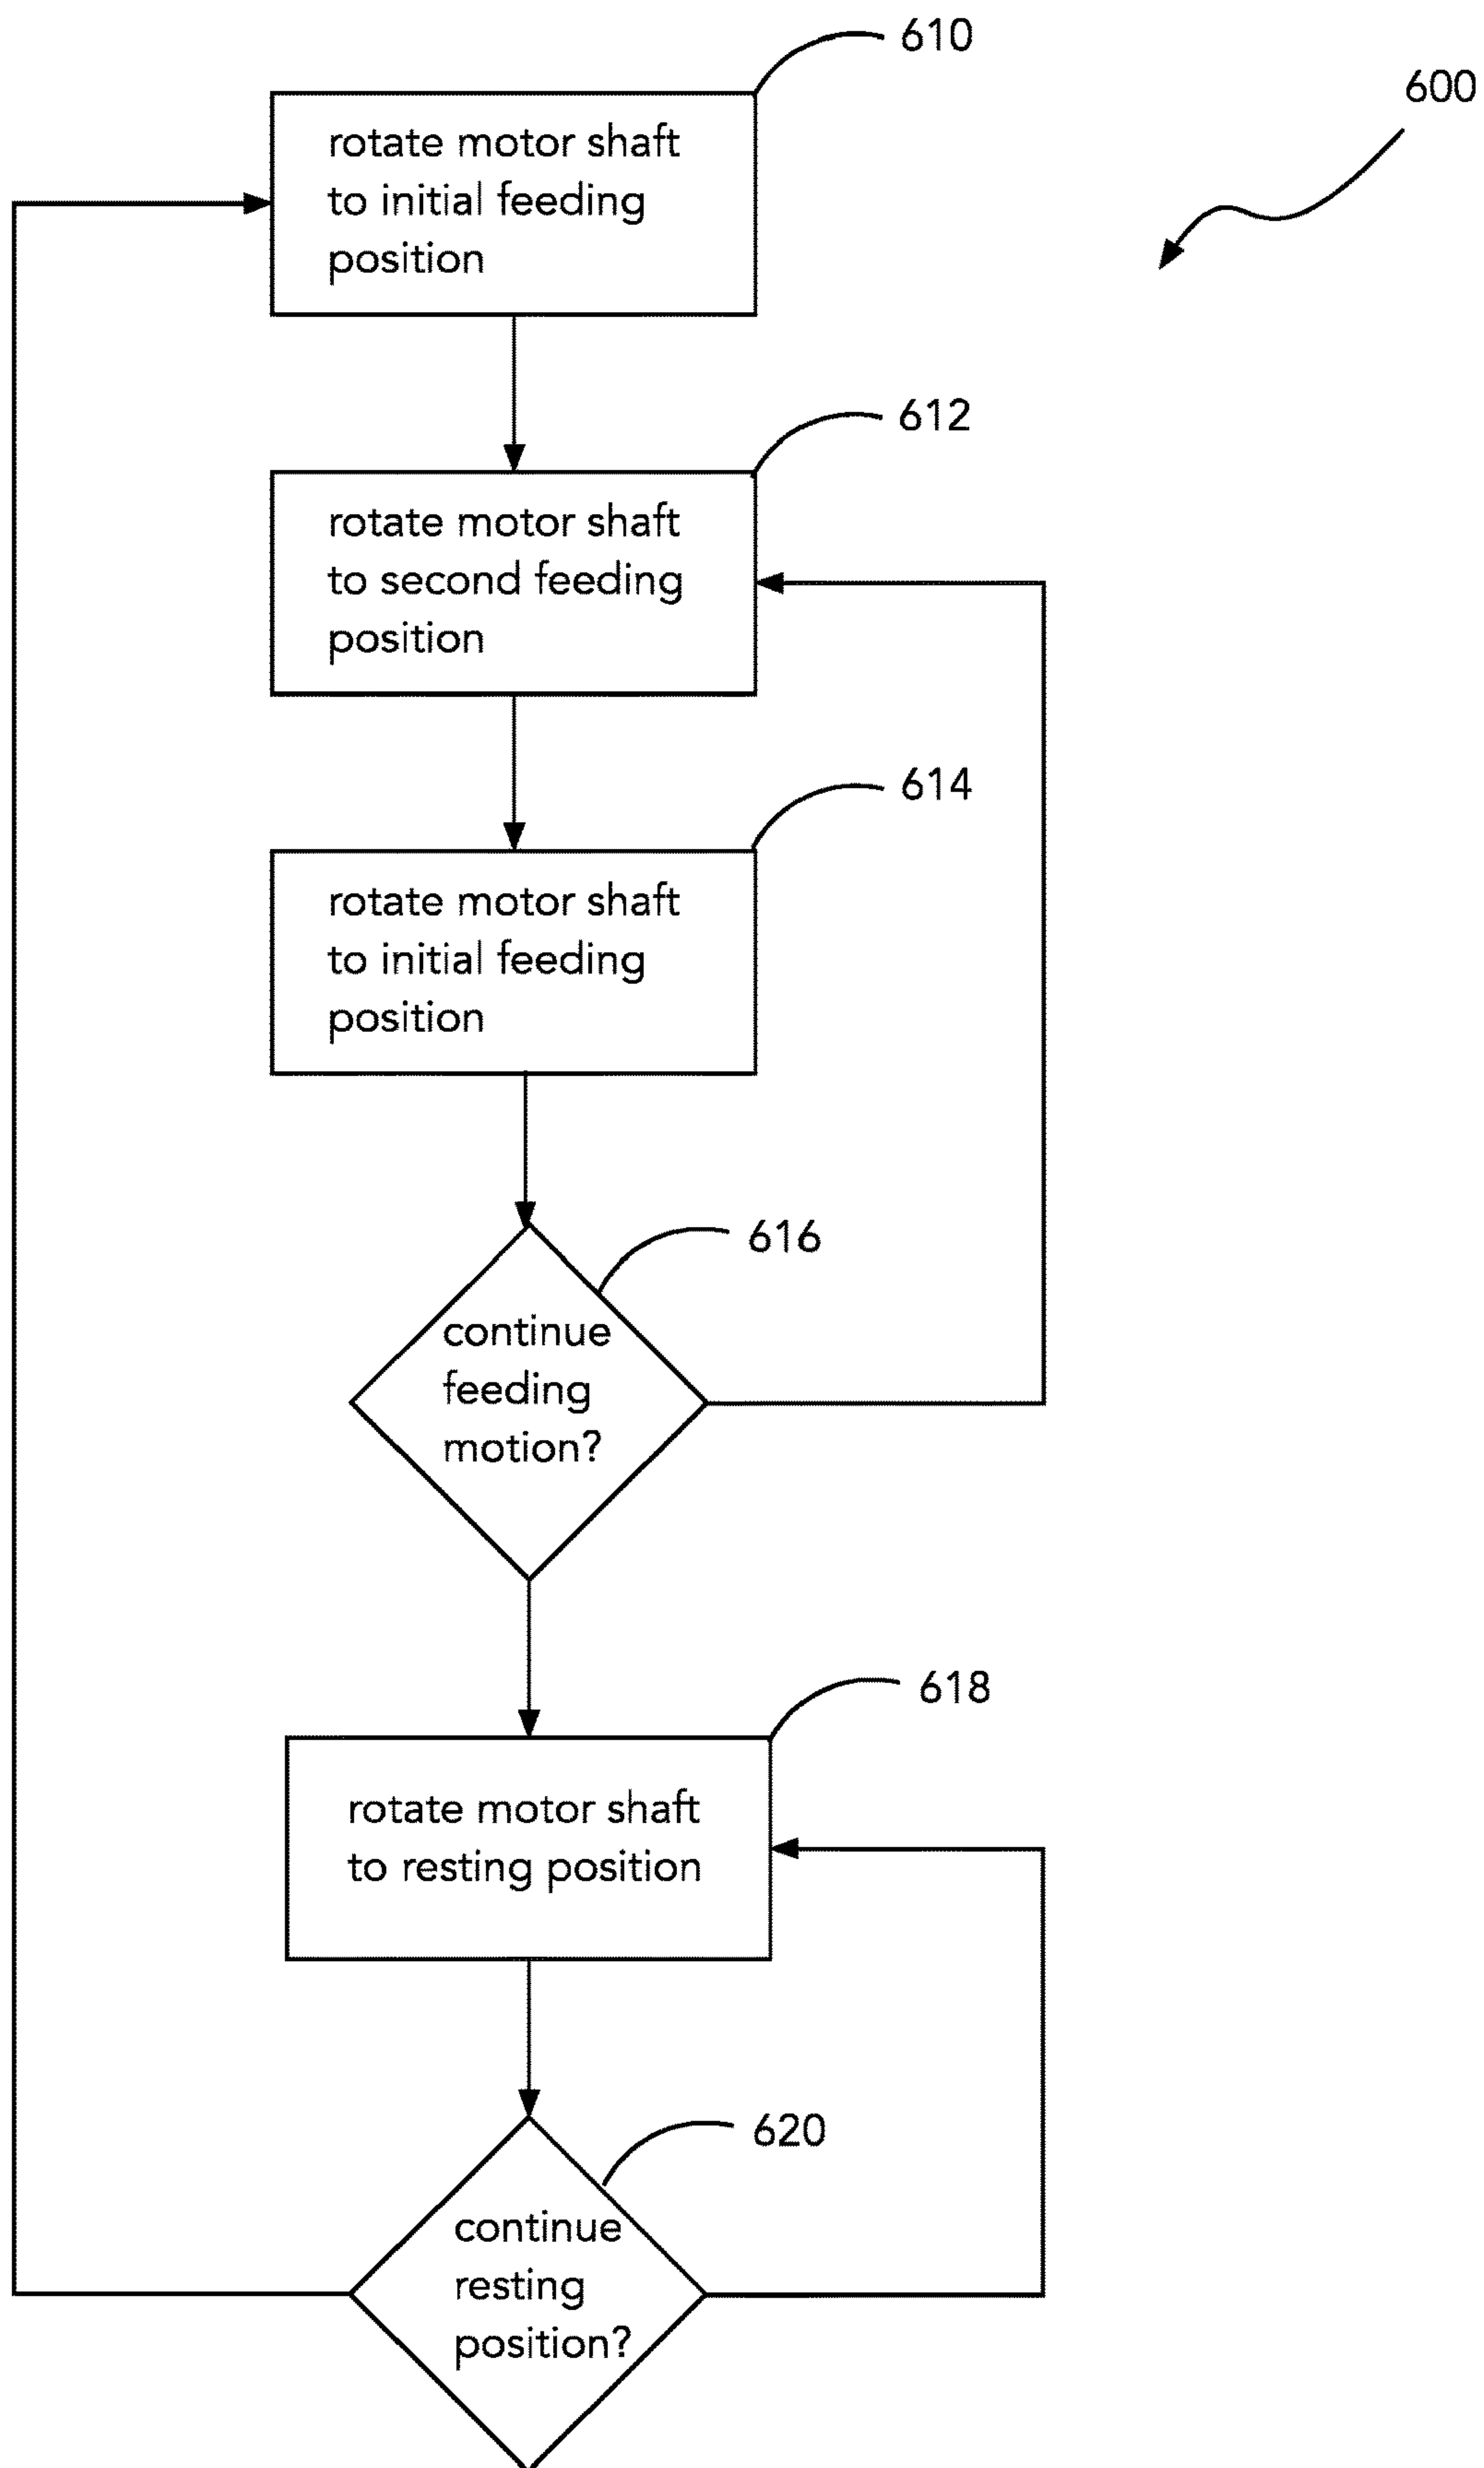 610
600
rotate motor shaft
to initial feeding
position
612
rotate motor shaft
to second feeding
position
614
rotate motor shaft
to initial feeding
position
616
continue
feeding
motion?
618
rotate motor shaft
to resting position
620
continue
resting
position?